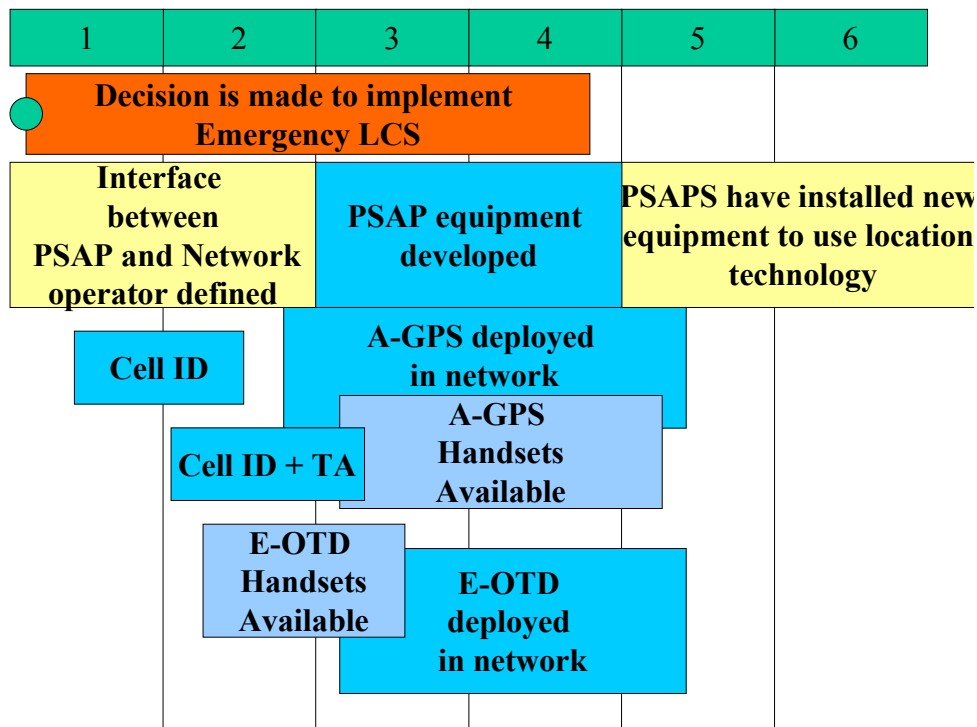 1 2 3 4 5 6
Decision is made to implement
Emergency LCS
Interface
between
PSAP and Network
operator defined
PSAP equipment
developed
PSAPS have installed new
equipment to use location
technology
Cell ID
A-GPS deployed
in network
A-GPS
Handsets
Available
Cell ID + TA
E-OTD
Handsets
Available
E-OTD
deployed
in network